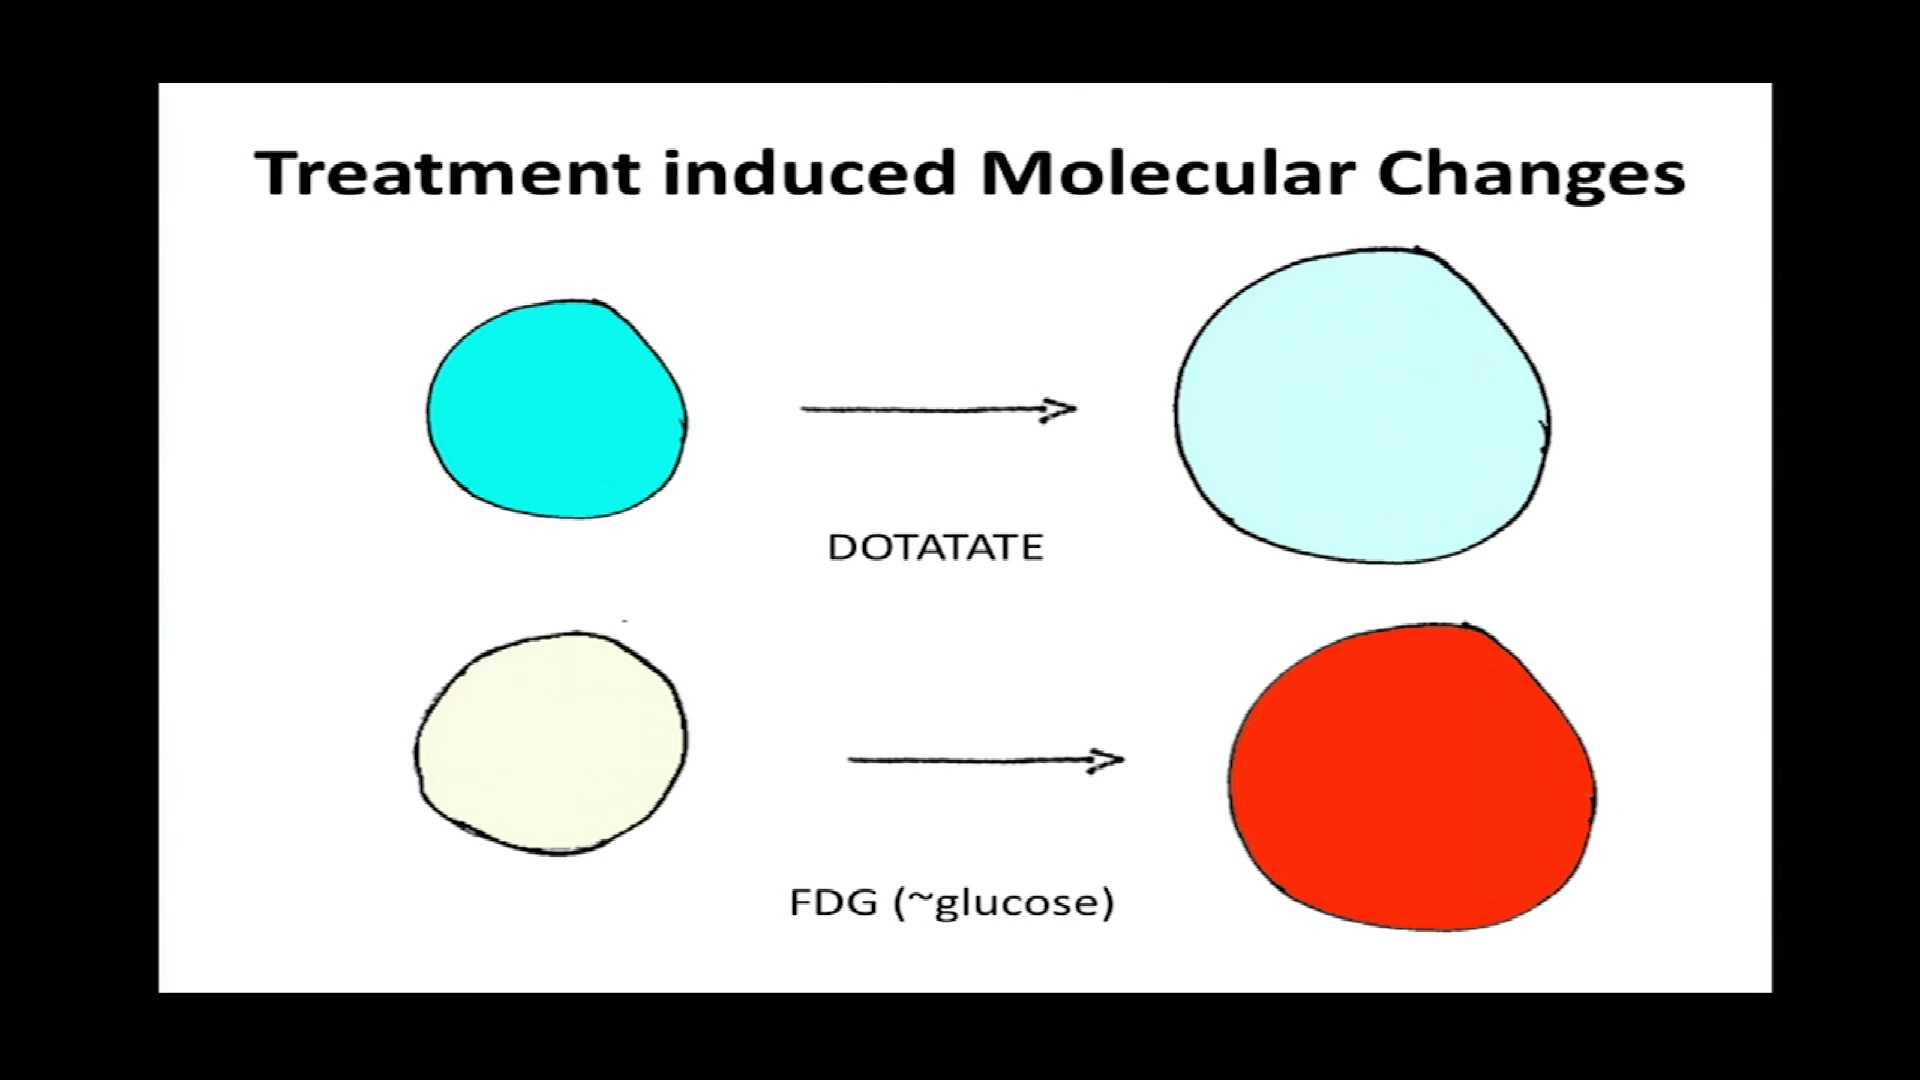 Treatment induced Molecular Changes
DOTATATE
FDG (~glucose)